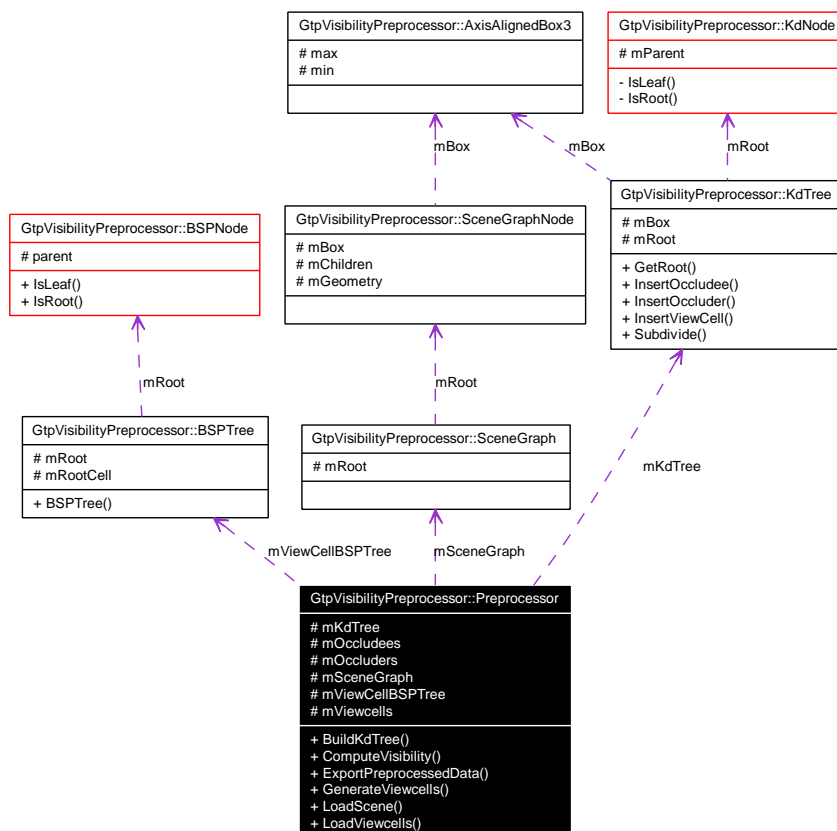 GtpVisibilityPreprocessor::AxisAlignedBox3
# max
# min
GtpVisibilityPreprocessor::KdNode
# mParent
- IsLeaf()
- IsRoot()
mBox
mBox
mRoot
GtpVisibilityPreprocessor::KdTree
# mBox
# mRoot
+ GetRoot()
+ InsertOccludee()
+ InsertOccluder()
+ InsertViewCell()
+ Subdivide()
GtpVisibilityPreprocessor::SceneGraphNode
# mBox
# mChildren
# mGeometry
GtpVisibilityPreprocessor::BSPNode
# parent
+ IsLeaf()
+ IsRoot()
mRoot
mRoot
GtpVisibilityPreprocessor::BSPTree
# mRoot
# mRootCell
+ BSPTree()
GtpVisibilityPreprocessor::SceneGraph
# mRoot
mKdTree
mViewCellBSPTree
mSceneGraph
GtpVisibilityPreprocessor::Preprocessor
# mKdTree
# mOccludees
# mOccluders
# mSceneGraph
# mViewCellBSPTree
# mViewcells
+ BuildKdTree()
+ ComputeVisibility()
+ ExportPreprocessedData()
+ GenerateViewcells()
+ LoadScene()
+ LoadViewcells()